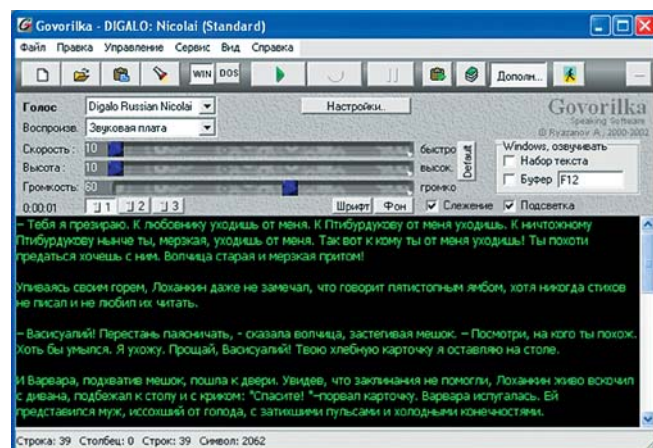 Govorilka - DIGALO: Nicolai (Standard)
Файл Правка Управление Сервис Вид Справка
WIN DOS Дополн...
Голос Digalo Russian Nicolai Настройки.. Govorilka
Speaking Software
Воспроизв. Звуковая плата © Ryazanov A., 2000-2002
Скорость: 10 быстро Default Windows, озвучивать
Высота: 10 высок. Набор текста
Громкость: 60 громко Буфер F12
0:00:01 1 2 3 Шрифт Фон Слежение Подсветка
– Тебя я презираю. К любовнику уходишь от меня. К Птибурдукову от меня уходишь. К ничтожному
Птибурдукову нынче ты, мерзкая, уходишь от меня. Так вот к кому ты от меня уходишь! Ты похоти
предаться хочешь с ним. Волчица старая и мерзкая притом!
Упиваясь своим горем, Лоханкин даже не замечал, что говорит пятистопным ямбом, хотя никогда стихов
не писал и не любил их читать.
– Васисуалий! Перестань паясничать, - сказала волчица, застегивая мешок. – Посмотри, на кого ты похож.
Хоть бы умылся. Я ухожу. Прощай, Васисуалий! Твою хлебную карточку я оставляю на столе.
И Варвара, подхватив мешок, пошла к двери. Увидев, что заклинания не помогли, Лоханкин живо вскочил
с дивана, подбежал к столу и с криком: "Спасите! "–порвал карточку. Варвара испугалась. Ей
представился муж, иссохший от голода, с затихшими пульсами и холодными конечностями.
Строка: 39 Столбец: 0 Строк: 39 Символ: 2062